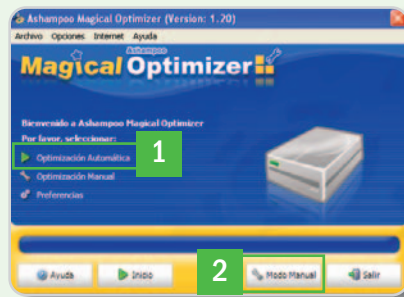 Ashampoo Magical Optimizer (Version: 1.20)
Archivo Opciones Internet Ayuda
Ashampoo
Magical Optimizer
Bienvenido a Ashampoo Magical Optimizer
Por favor, seleccionar:
Optimización Automática
1
Optimización Manual
Preferencias
2
Ayuda
Inicio
Modo Manual
Salir